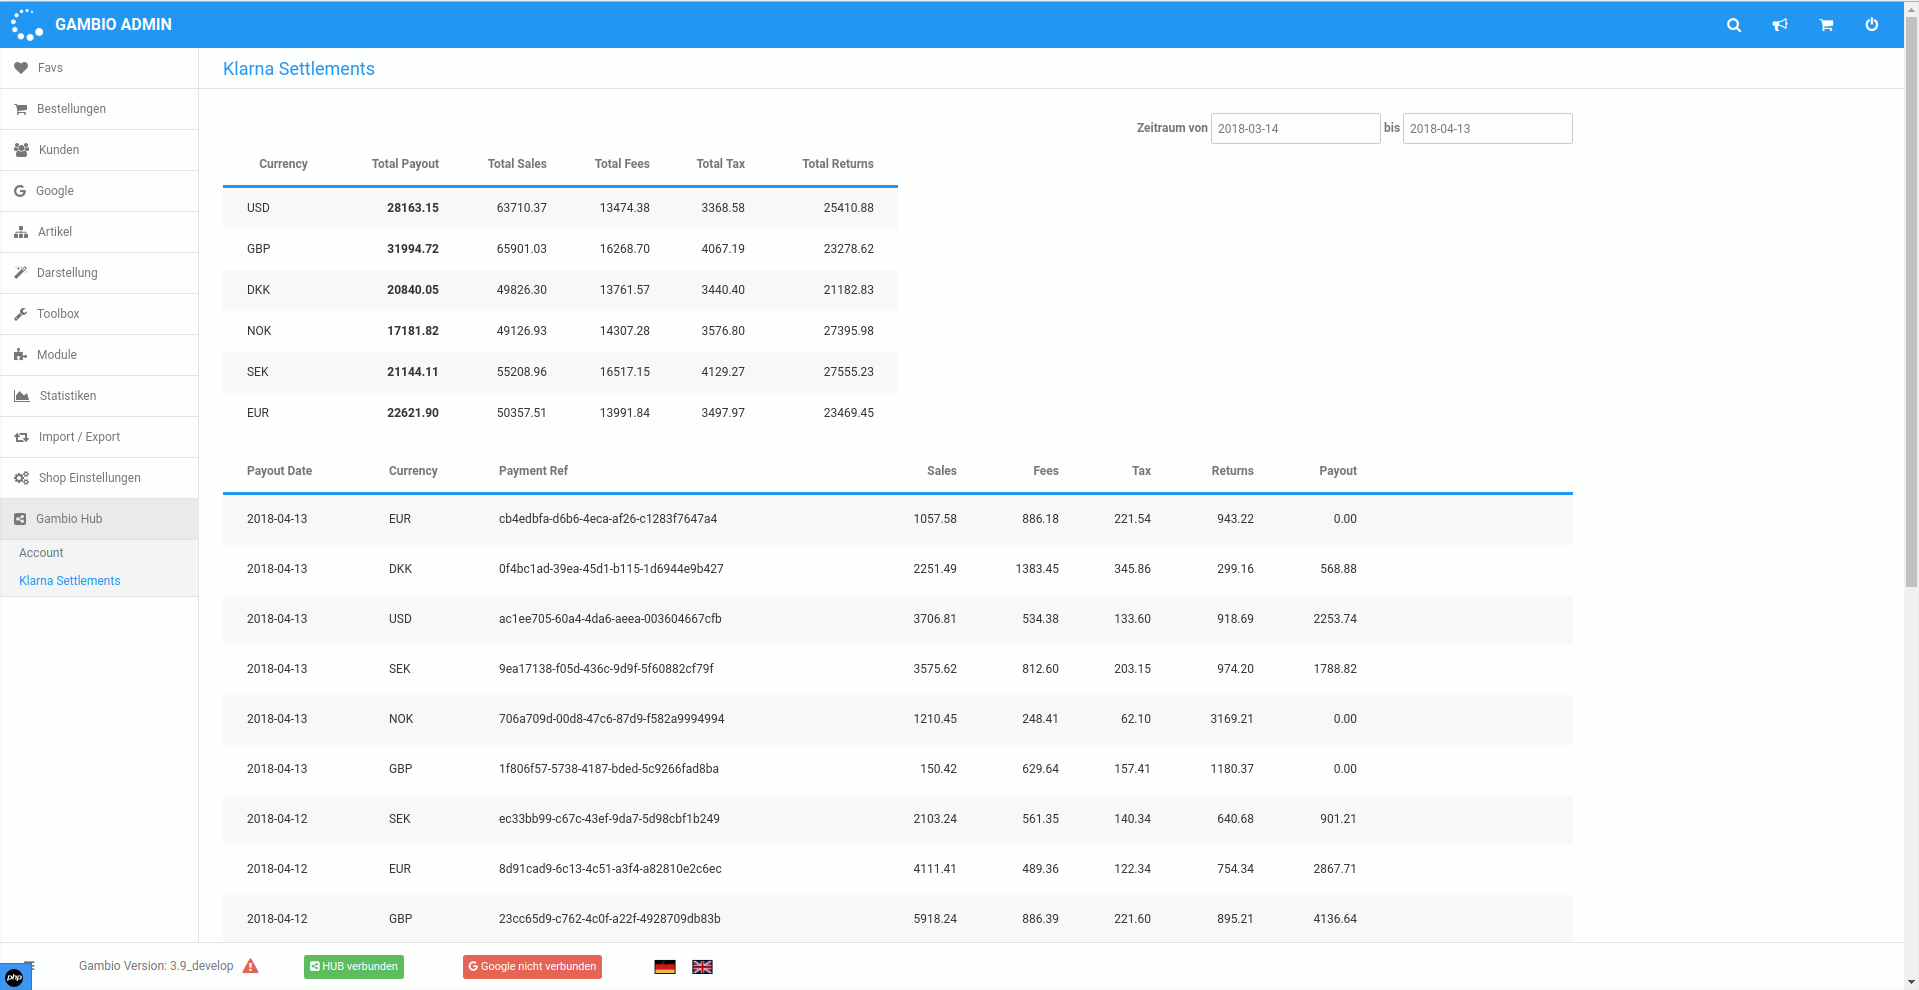 GAMBIO ADMIN
Favs
Bestellungen
Kunden
Google
Artikel
Darstellung
Toolbox
Module
Statistiken
Import / Export
Shop Einstellungen
Gambio Hub
Account
Klarna Settlements
Klarna Settlements
Zeitraum von 2018-03-14 bis 2018-04-13
Currency Total Payout Total Sales Total Fees Total Tax Total Returns
USD 28163.15 63710.37 13474.38 3368.58 25410.88
GBP 31994.72 65901.03 16268.70 4067.19 23278.62
DKK 20840.05 49826.30 13761.57 3440.40 21182.83
NOK 17181.82 49126.93 14307.28 3576.80 27395.98
SEK 21144.11 55208.96 16517.15 4129.27 27555.23
EUR 22621.90 50357.51 13991.84 3497.97 23469.45
Payout Date Currency Payment Ref Sales Fees Tax Returns Payout
2018-04-13 EUR cb4edbfa-d6b6-4eca-af26-c1283f7647a4 1057.58 886.18 221.54 943.22 0.00
2018-04-13 DKK 0f4bc1ad-39ea-45d1-b115-1d6944e9b427 2251.49 1383.45 345.86 299.16 568.88
2018-04-13 USD ac1ee705-60a4-4da6-aeea-003604667cfb 3706.81 534.38 133.60 918.69 2253.74
2018-04-13 SEK 9ea17138-f05d-436c-9d9f-5f60882cf79f 3575.62 812.60 203.15 974.20 1788.82
2018-04-13 NOK 706a709d-00d8-47c6-87d9-f582a9994994 1210.45 248.41 62.10 3169.21 0.00
2018-04-13 GBP 1f806f57-5738-4187-bded-5c9266fad8ba 150.42 629.64 157.41 1180.37 0.00
2018-04-12 SEK ec33bb99-c67c-43ef-9da7-5d98cbf1b249 2103.24 561.35 140.34 640.68 901.21
2018-04-12 EUR 8d91cad9-6c13-4c51-a3f4-a82810e2c6ec 4111.41 489.36 122.34 754.34 2867.71
2018-04-12 GBP 23cc65d9-c762-4c0f-a22f-4928709db83b 5918.24 886.39 221.60 895.21 4136.64
Gambio Version: 3.9_develop HUB verbunden Google nicht verbunden
php